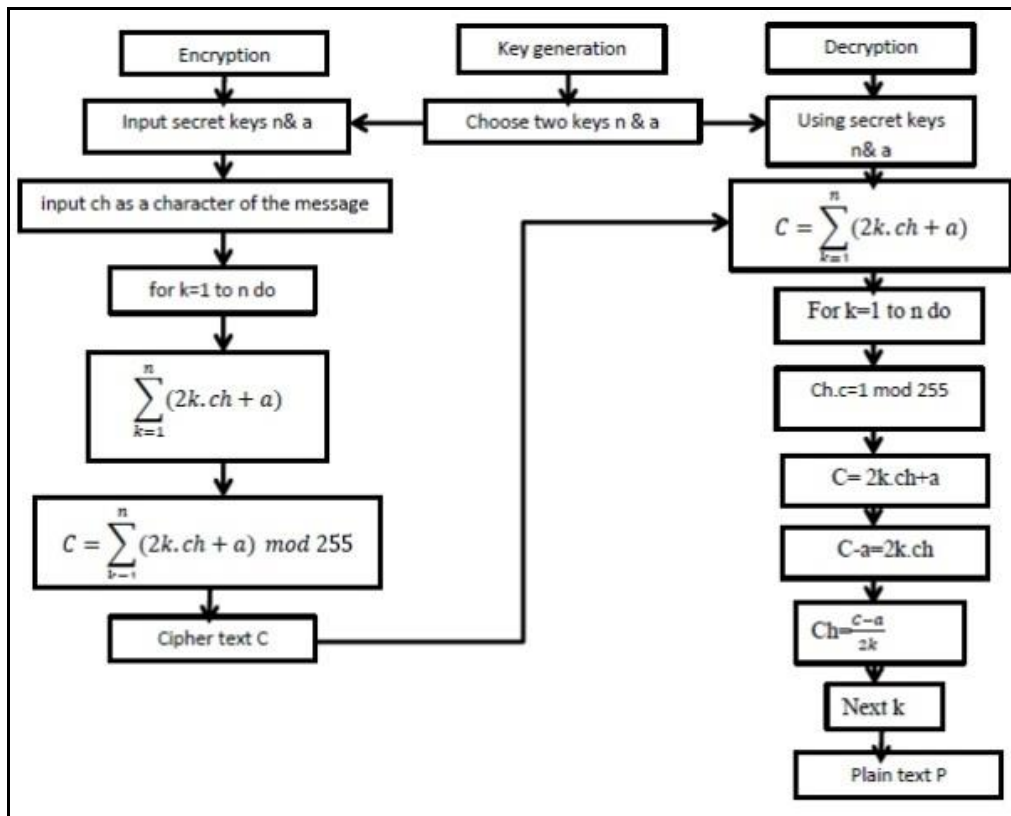 Encryption
Input secret keys n& a
input ch as a character of the message
for k=1 to n do
n
∑(2k.ch + a)
k=1
n
C = ∑(2k.ch + a) mod 255
k=1
Cipher text C
Key generation
Choose two keys n & a
Decryption
Using secret keys
n& a
n
C = ∑(2k.ch + a)
k=1
For k=1 to n do
Ch.c=1 mod 255
C= 2k.ch+a
C-a=2k.ch
Ch=C-a/2k
Next k
Plain text P